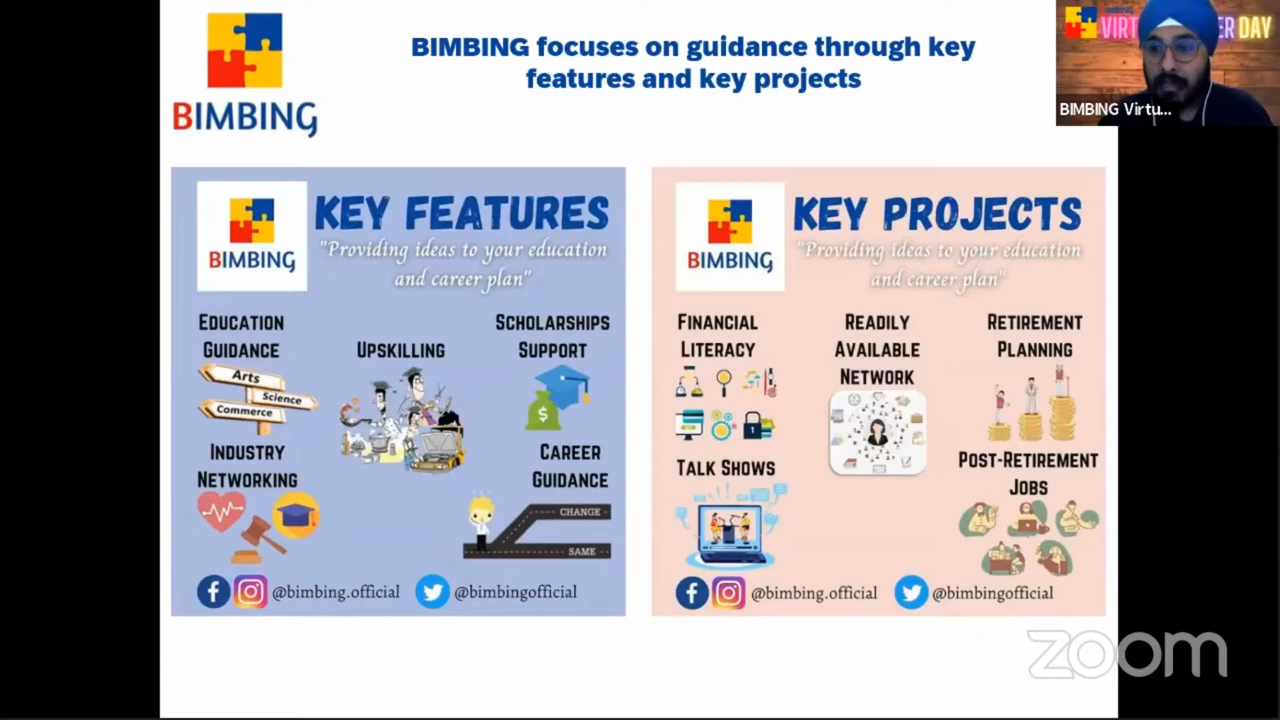 BIMBING
BIMBING focuses on guidance through key
features and key projects
VIRT ER DAY
BIMBING Virtu...
BIMBING
KEY FEATURES
"Providing ideas to your education
and career plan"
EDUCATION
GUIDANCE
Arts
Science
Commerce
UPSKILLING
SCHOLARSHIPS
SUPPORT
$
INDUSTRY
NETWORKING
CAREER
GUIDANCE
CHANGE
SAME
@bimbing.official
@bimbingofficial
BIMBING
KEY PROJECTS
"Providing ideas to your education
and career plan"
FINANCIAL
LITERACY
READILY
AVAILABLE
NETWORK
RETIREMENT
PLANNING
TALK SHOWS
POST-RETIREMENT
JOBS
@bimbing.official
@bimbingofficial
zoom